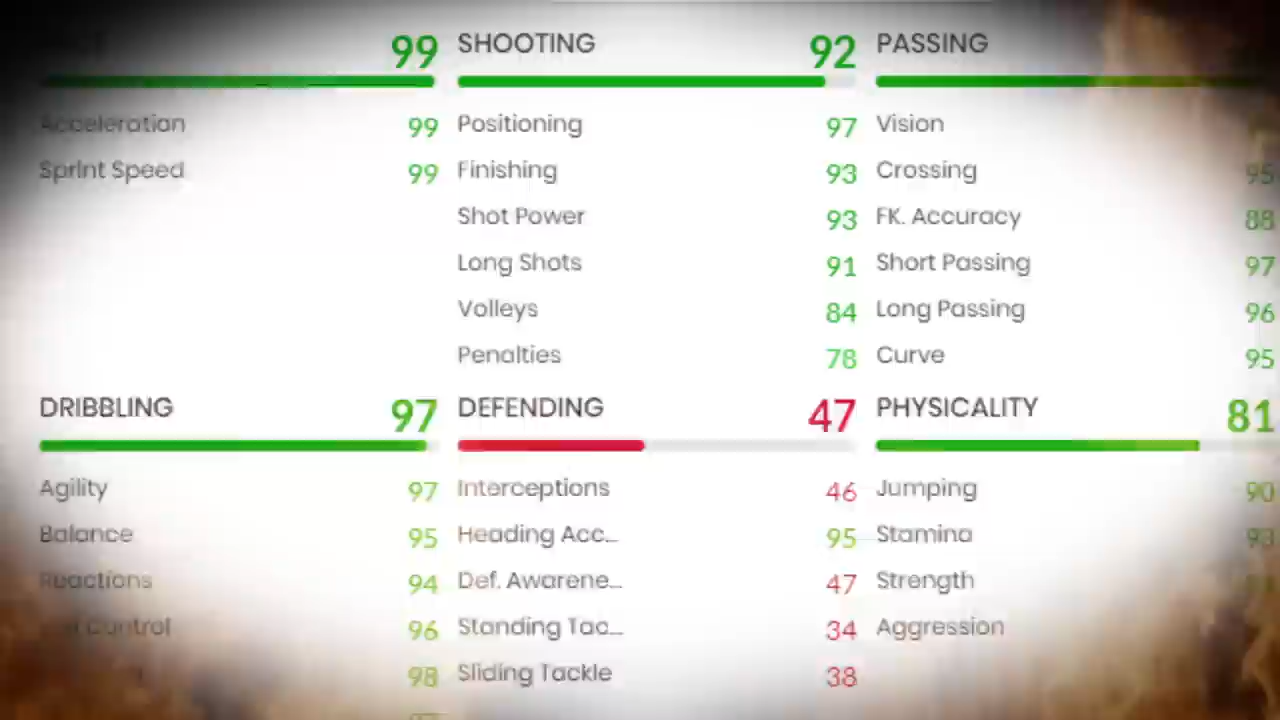 99 SHOOTING 92 PASSING
Acceleration 99 Positioning 97 Vision
Sprint Speed 99 Finishing 93 Crossing 95
Shot Power 93 FK. Accuracy 88
Long Shots 91 Short Passing 97
Volleys 84 Long Passing 96
Penalties 78 Curve 95
DRIBBLING 97 DEFENDING 47 PHYSICALITY 81
Agility 97 Interceptions 46 Jumping 90
Balance 95 Heading Acc... 95 Stamina 93
Reactions 94 Def. Awarene... 47 Strength
Control 96 Standing Tac... 34 Aggression
98 Sliding Tackle 38